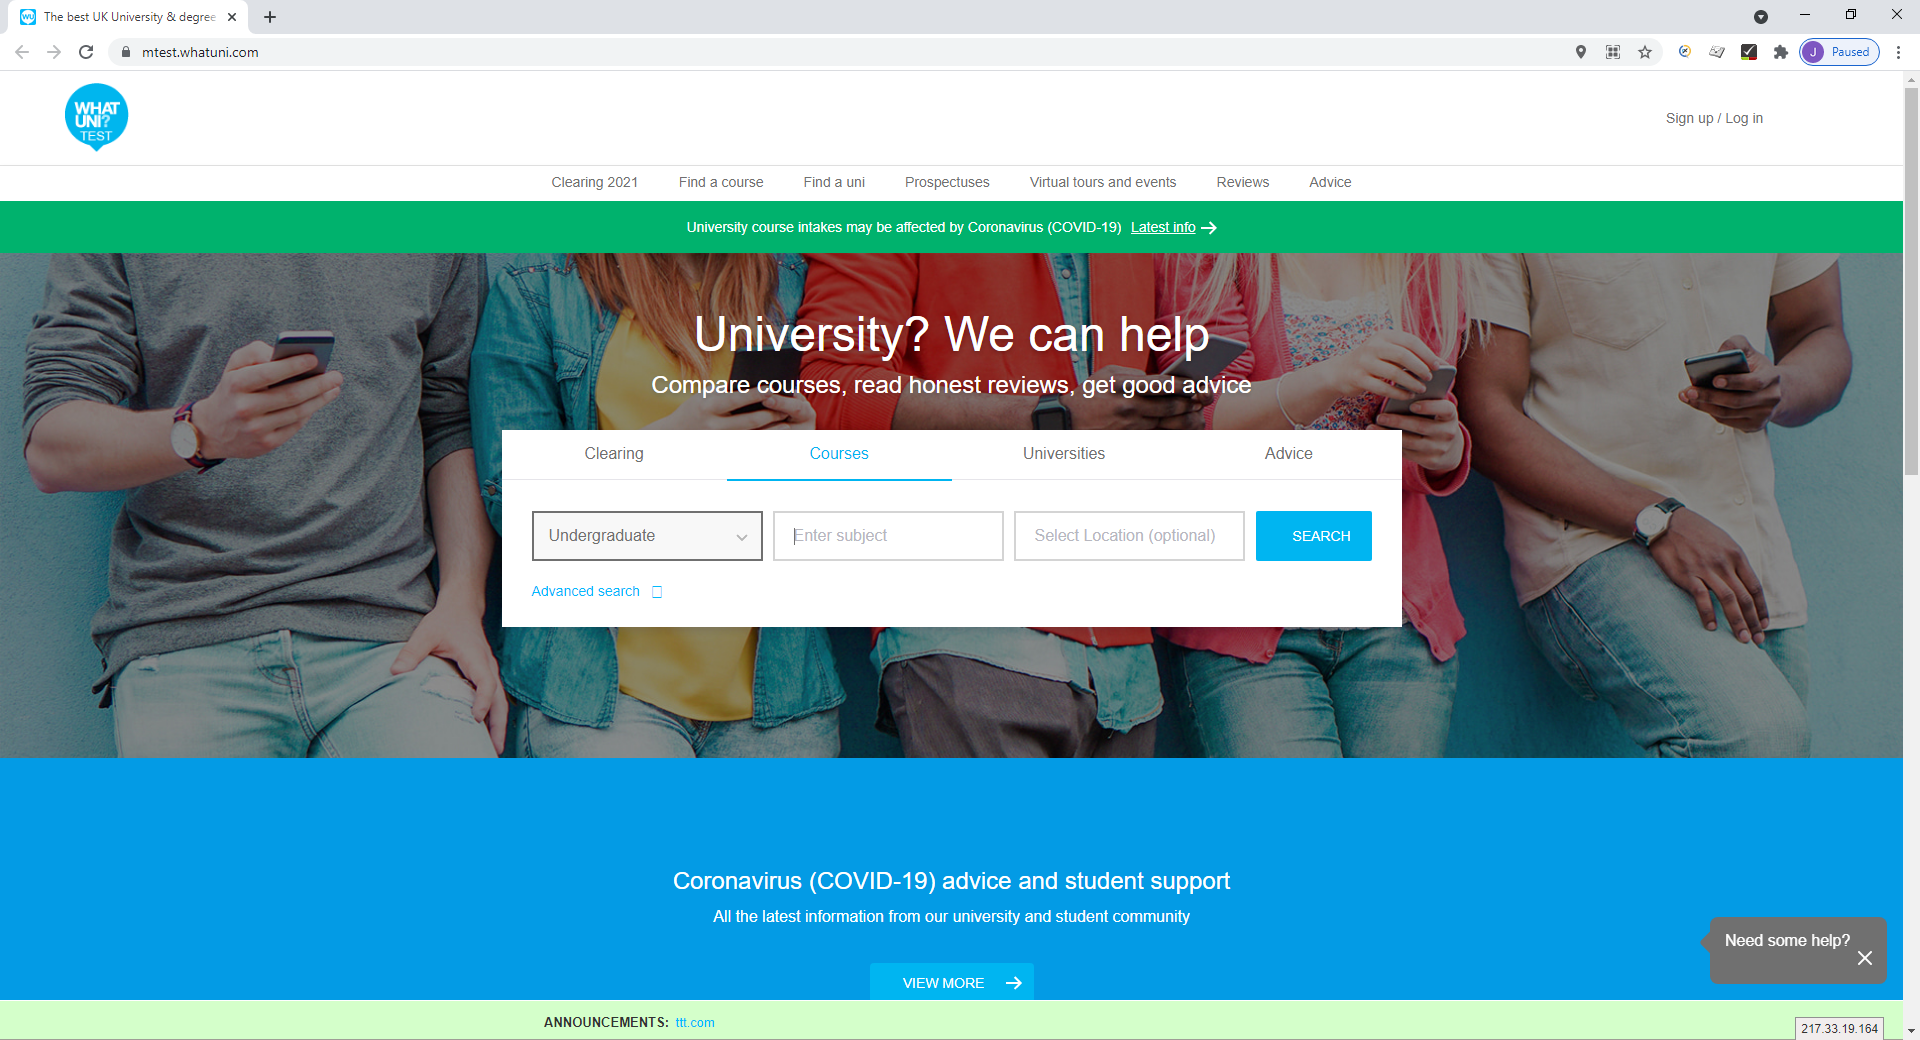 WU The best UK University & degree
mtest.whatuni.com
J Paused
WHAT
UNI?
TEST
Sign up / Log in
Clearing 2021 Find a course Find a uni Prospectuses Virtual tours and events Reviews Advice
University course intakes may be affected by Coronavirus (COVID-19) Latest info
University? We can help
Compare courses, read honest reviews, get good advice
Clearing Courses Universities Advice
Undergraduate Enter subject Select Location (optional) SEARCH
Advanced search
Coronavirus (COVID-19) advice and student support
All the latest information from our university and student community
Need some help?
VIEW MORE
ANNOUNCEMENTS: ttt.com
217.33.19.164